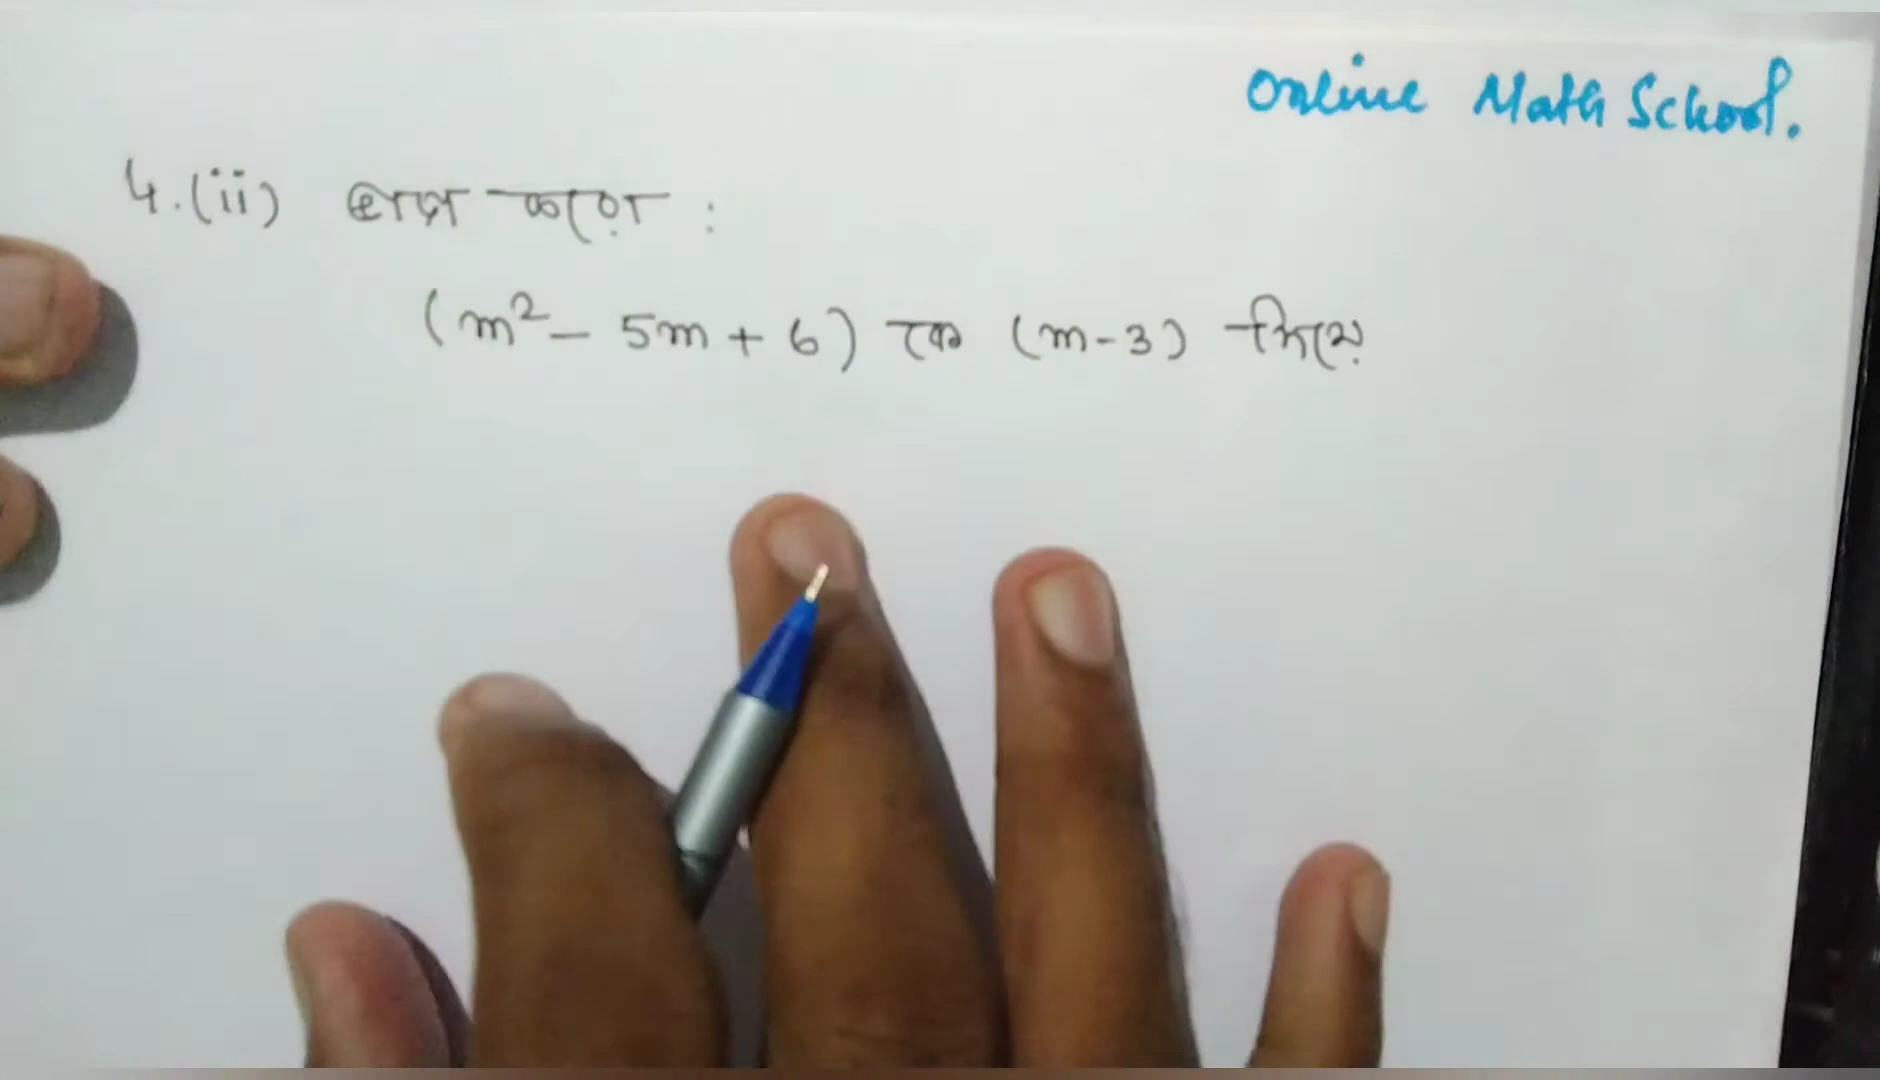 Online Math School.
4.(ii) ভাগ করো :
(m² - 5m + 6) কে (m-3) দিয়ে